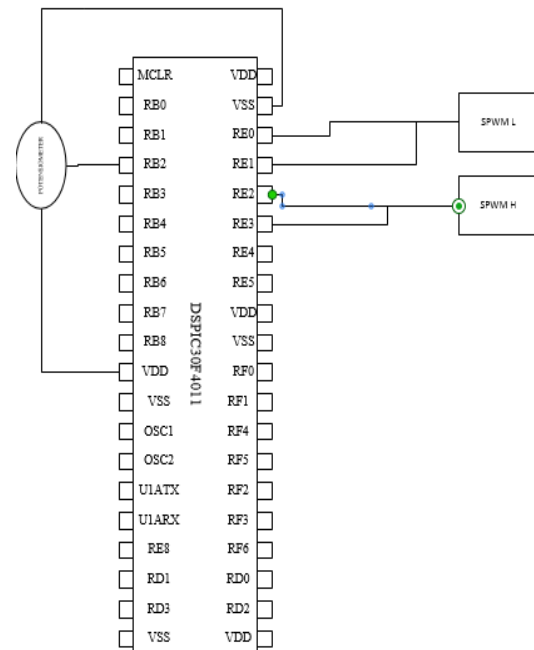 MCLR VDD
RB0 VSS
RB1 RE0
SPWM L
RB2 RE1
POTENSIOMETER
RB3 RE2
SPWM H
RB4 RE3
RB5 RE4
RB6 RE5
RB7 VDD
RB8 VSS
DSPIC30F4011
VDD RF0
VSS RF1
OSC1 RF4
OSC2 RF5
U1ATX RF2
U1ARX RF3
RE8 RF6
RD1 RD0
RD3 RD2
VSS VDD